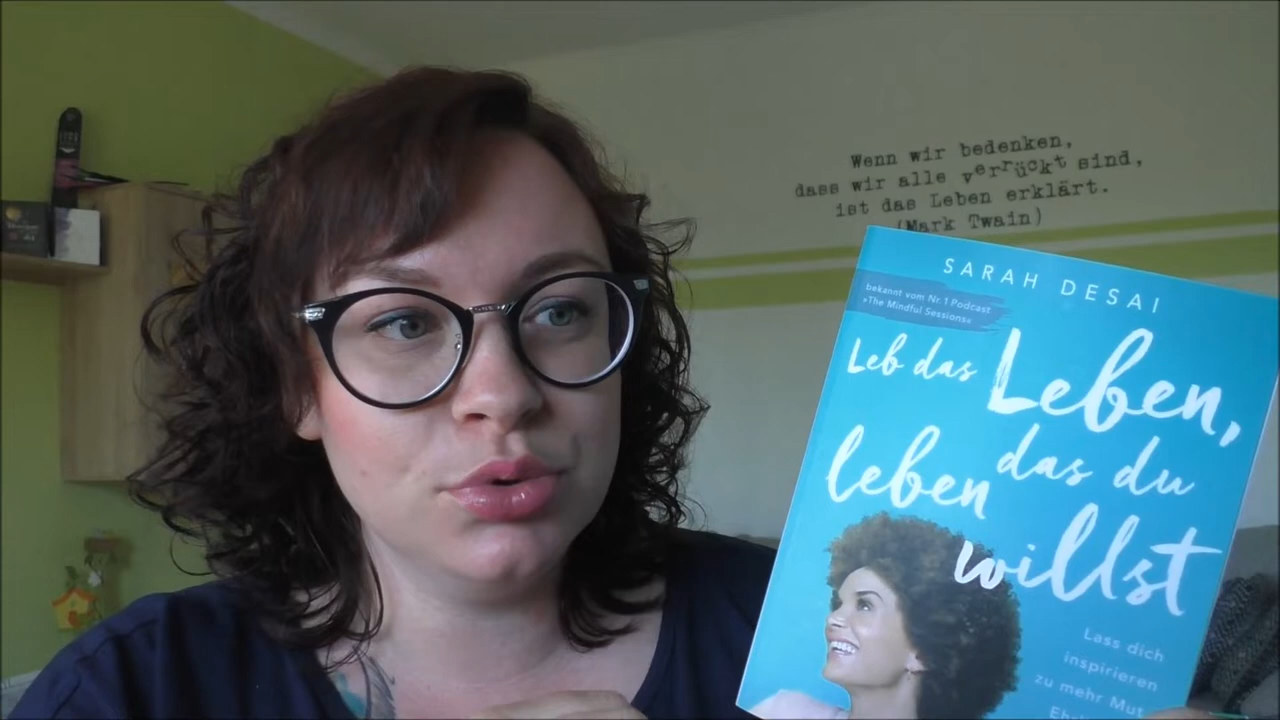 Wenn wir bedenken,
dass wir alle verrückt sind,
ist das Leben erklärt.
(Mark Twain)
SARAH DESAI
bekannt vom Nr. 1 Podcast
»The Mindful Sessions«
Leb das Leben,
das du
leben
willst
Lass dich
inspirieren
zu mehr Mut